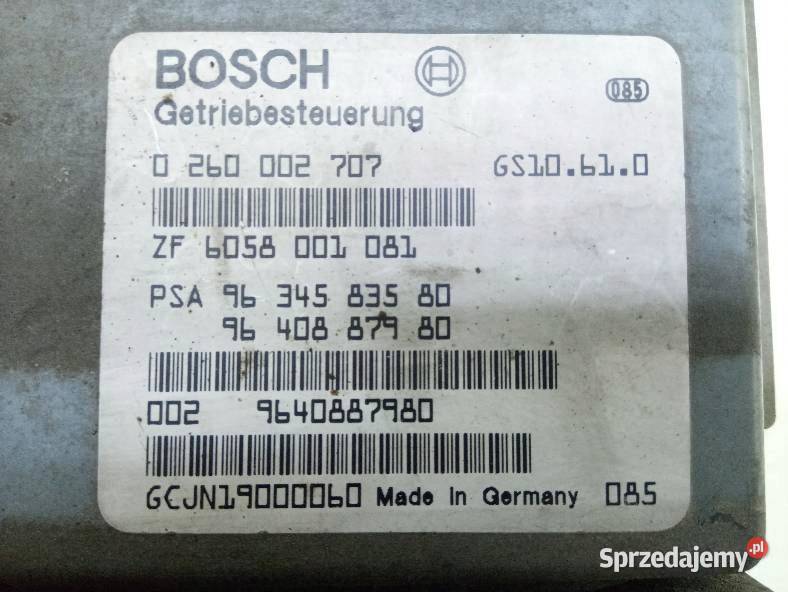 BOSCH
085
Getriebesteuerung
0 260 002 707 GS10.61.0
ZF 6058 001 081
PSA 96 345 835 80
96 408 879 80
002 9640887980
GCJN19000060 Made in Germany 085
Sprzedajemy.pl